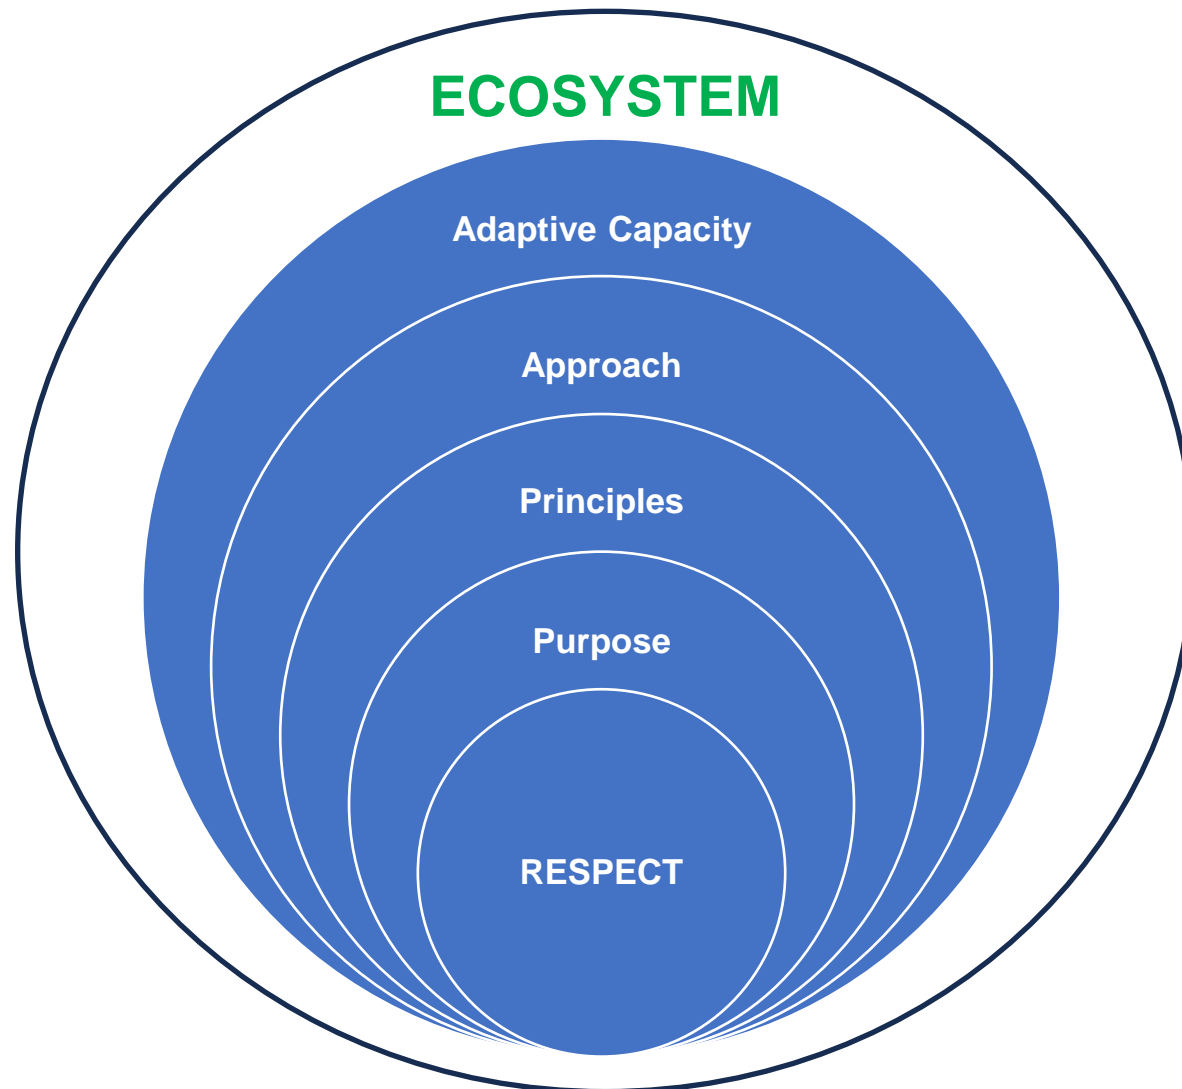 ECOSYSTEM
Adaptive Capacity
Approach
Principles
Purpose
RESPECT